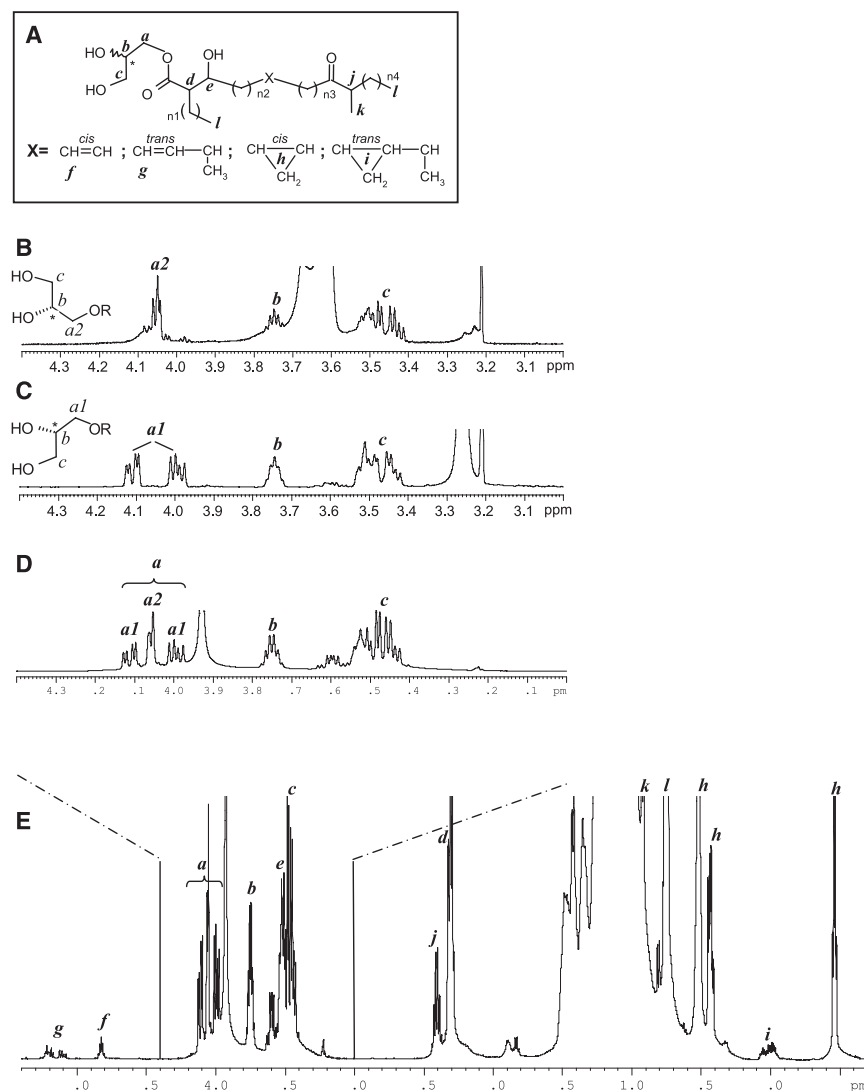 A
HO
b
a
*
c
HO
O
O
OH
d
e
n2
X
n3
O
j
n4
l
k
n1
l
X= cis CH=CH ; trans CH=CH-CH CH3 ; cis CH CH CH2 ; trans CH CH CH2 CH CH3
f g h i
B
HO c
b
HO * OR
a2
a2 b c
4.3 4.2 4.1 4.0 3.9 3.8 3.7 3.6 3.5 3.4 3.3 3.2 3.1 ppm
C
a1
HO * OR
b
c
HO
a1 b c
4.3 4.2 4.1 4.0 3.9 3.8 3.7 3.6 3.5 3.4 3.3 3.2 3.1 ppm
D
a
a1 a2 a1 b c
4.3 .2 .1 4.0 3.9 .8 .7 .6 .5 .4 .3 .2 .1 pm
E
g f a b e c j d k l h h i h
.0 .5 4.0 .5 .0 .5 .0 .5 1.0 .5 .0 pm